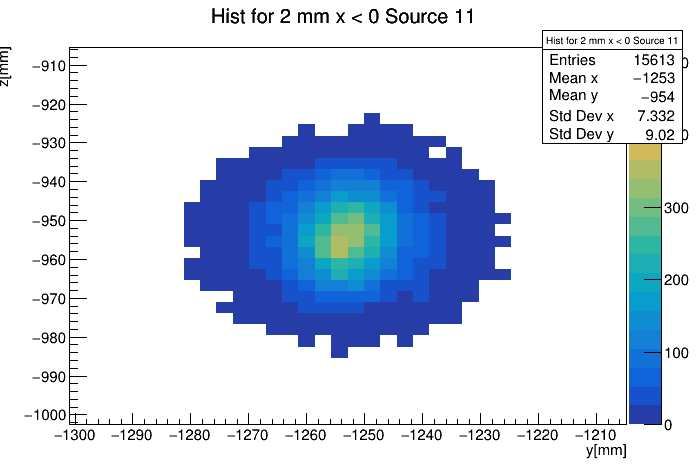 Hist for 2 mm x < 0 Source 11
z[mm]
Hist for 2 mm x < 0 Source 11
Entries 15613
Mean x −1253
Mean y −954
Std Dev x 7.332
Std Dev y 9.02
−910
−920
−930
−940
−950
−960
−970
−980
−990
−1000
300
200
100
0
−1300 −1290 −1280 −1270 −1260 −1250 −1240 −1230 −1220 −1210
y[mm]